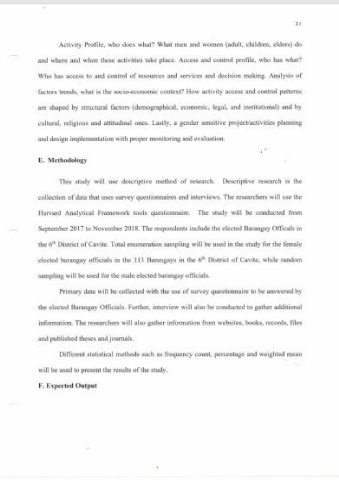 21
Activity Profile, who does what? What men and women (adult, children, elders) do
and where and when these activities take place. Access and control profile, who has what?
Who has access to and control of resources and services and decision making. Analysis of
factors trends, what is the socio-economic context? How activity access and control patterns
are shaped by structural factors (demographical, economic, legal, and institutional) and by
cultural, religious and attitudinal ones. Lastly, a gender sensitive project/activities planning
and design implementation with proper monitoring and evaluation.
E. Methodology
This study will use descriptive method of research. Descriptive research is the
collection of data that uses survey questionnaires and interviews. The researchers will use the
Harvard Analytical Framework tools questionnaire. The study will be conducted from
September 2017 to November 2018. The respondents include the elected Barangay Officals in
the 6th District of Cavite. Total enumeration sampling will be used in the study for the female
elected barangay officials in the 113 Barangays in the 6th District of Cavite, while random
sampling will be used for the male elected barangay officials.
Primary data will be collected with the use of survey questionnaire to be answered by
the elected Barangay Officials. Further, interview will also be conducted to gather additional
information. The researchers will also gather information from websites, books, records, files
and published theses and journals.
Different statistical methods such as frequency count, percentage and weighted mean
will be used to present the results of the study.
F. Expected Output